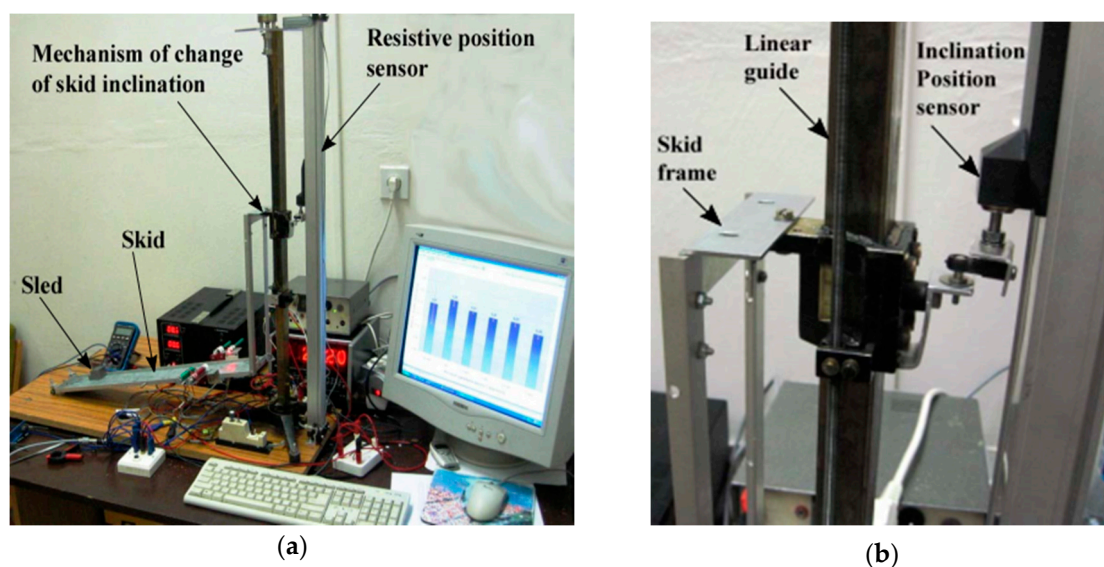 Mechanism of change
of skid inclination
Resistive position
sensor
Skid
Sled
(a)
Linear
guide
Inclination
Position
sensor
Skid
frame
(b)